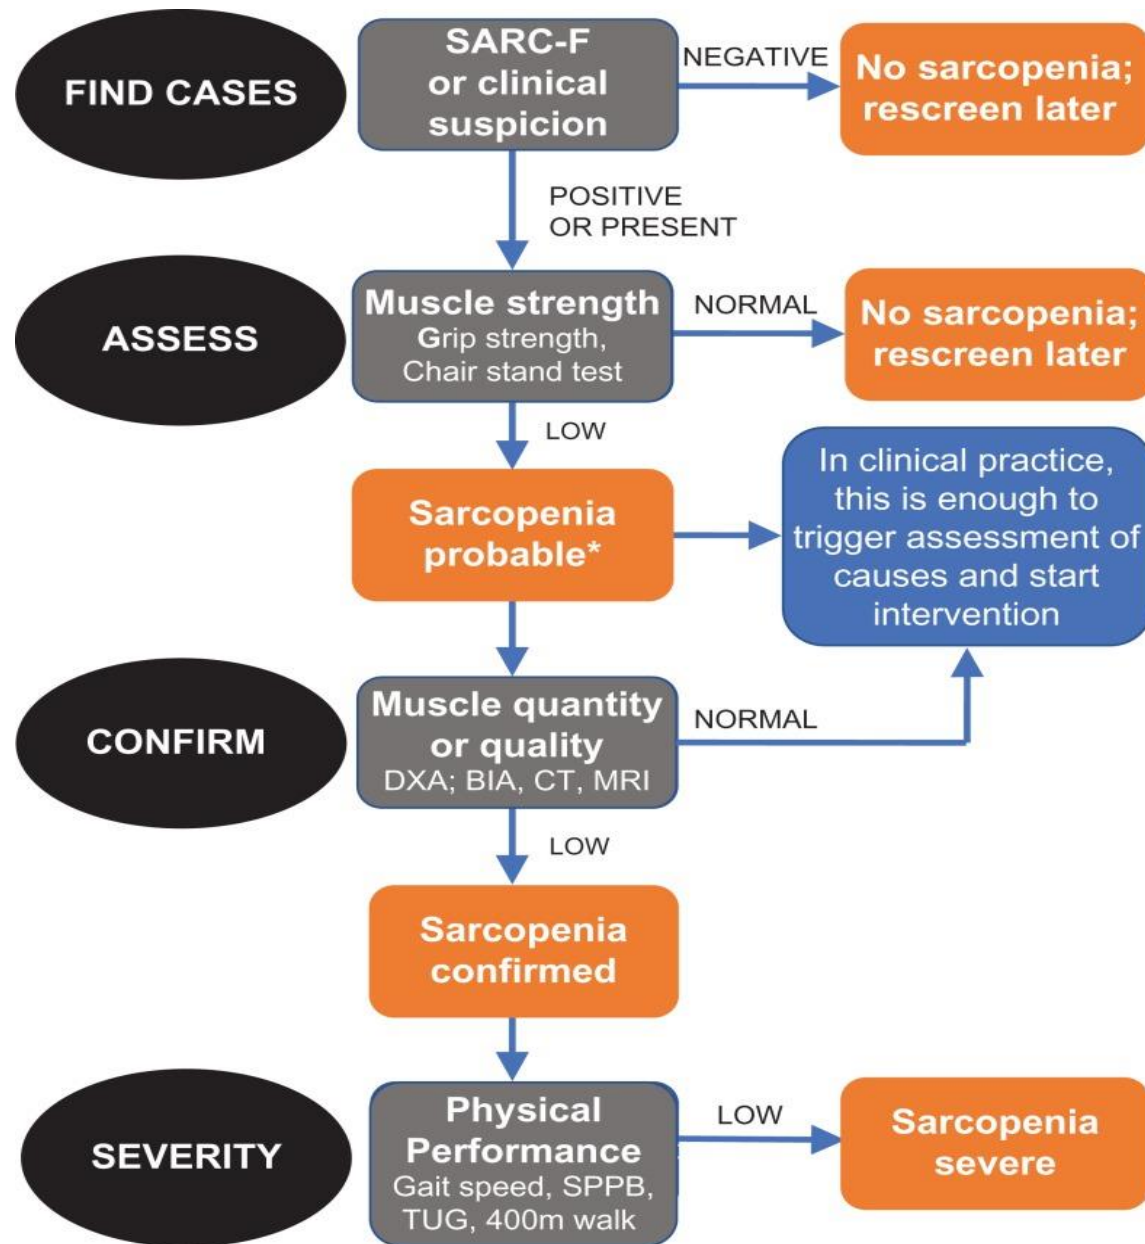 FIND CASES
SARC-F
or clinical
suspicion
NEGATIVE
No sarcopenia;
rescreen later
POSITIVE
OR PRESENT
ASSESS
Muscle strength
Grip strength,
Chair stand test
NORMAL
No sarcopenia;
rescreen later
LOW
Sarcopenia
probable*
In clinical practice,
this is enough to
trigger assessment of
causes and start
intervention
CONFIRM
Muscle quantity
or quality
DXA; BIA, CT, MRI
NORMAL
LOW
Sarcopenia
confirmed
SEVERITY
Physical
Performance
Gait speed, SPPB,
TUG, 400m walk
LOW
Sarcopenia
severe